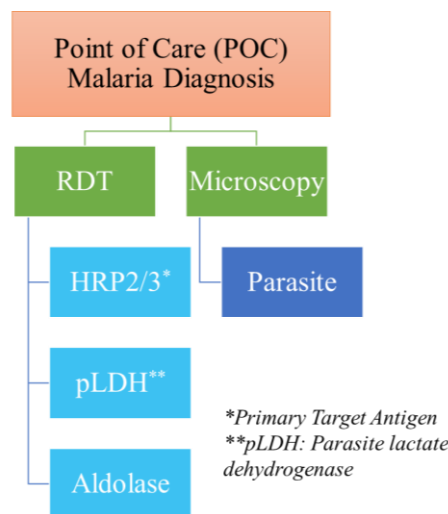 Point of Care (POC)
Malaria Diagnosis
RDT
Microscopy
HRP2/3*
Parasite
pLDH**
Aldolase
*Primary Target Antigen
**pLDH: Parasite lactate
dehydrogenase